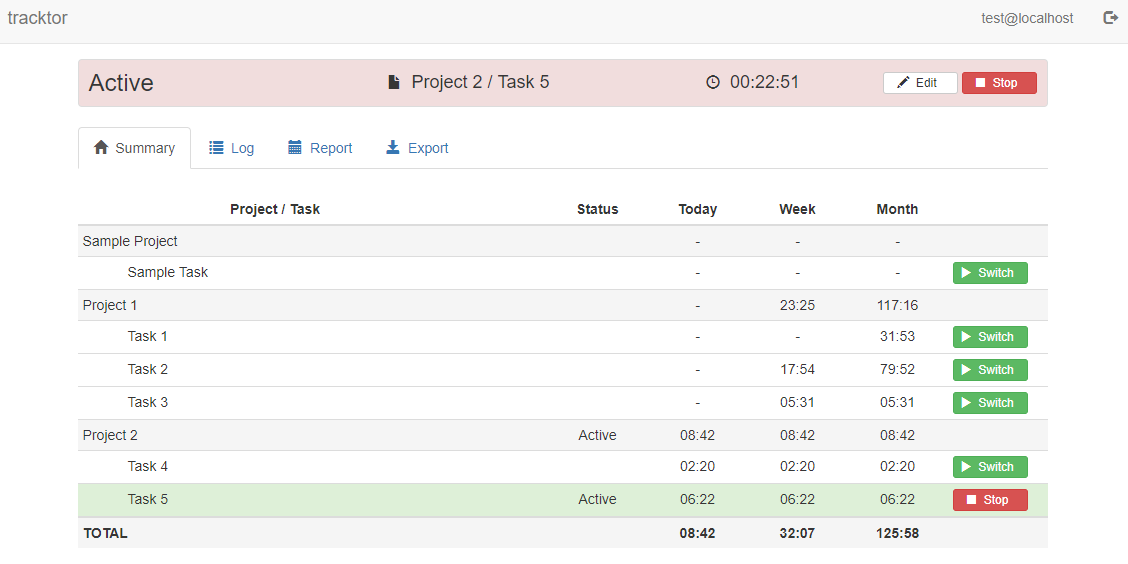 tracktor test@localhost
Active Project 2 / Task 5 00:22:51 Edit Stop
Summary Log Report Export
Project / Task Status Today Week Month
Sample Project - - -
Sample Task - - - Switch
Project 1 - 23:25 117:16
Task 1 - - 31:53 Switch
Task 2 - 17:54 79:52 Switch
Task 3 - 05:31 05:31 Switch
Project 2 Active 08:42 08:42 08:42
Task 4 02:20 02:20 02:20 Switch
Task 5 Active 06:22 06:22 06:22 Stop
TOTAL 08:42 32:07 125:58